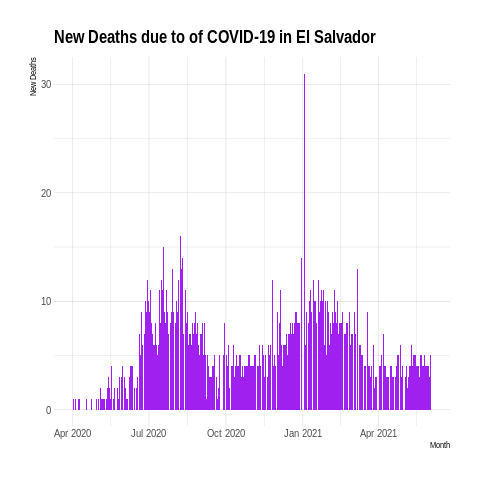 New Deaths due to of COVID-19 in El Salvador
New Deaths
30
20
10
0
Apr 2020 Jul 2020 Oct 2020 Jan 2021 Apr 2021
Month